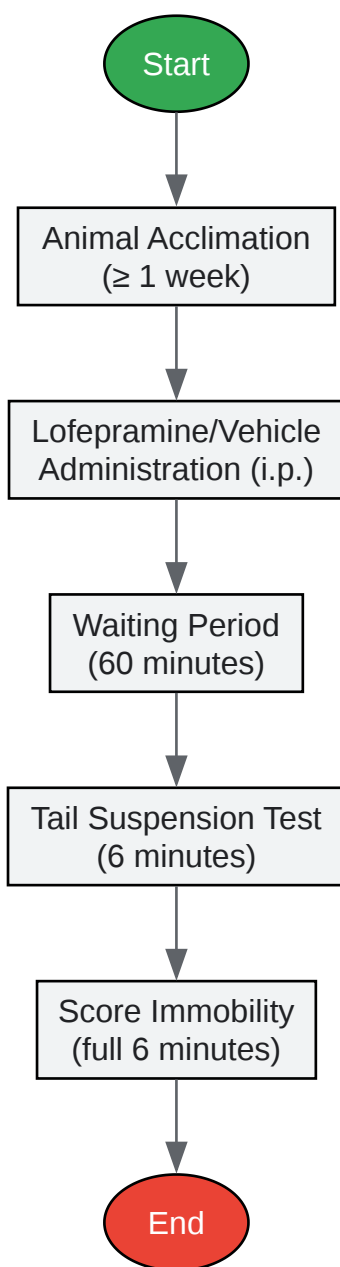 Start
Animal Acclimation
(≥ 1 week)
Lofepramine/Vehicle
Administration (i.p.)
Waiting Period
(60 minutes)
Tail Suspension Test
(6 minutes)
Score Immobility
(full 6 minutes)
End